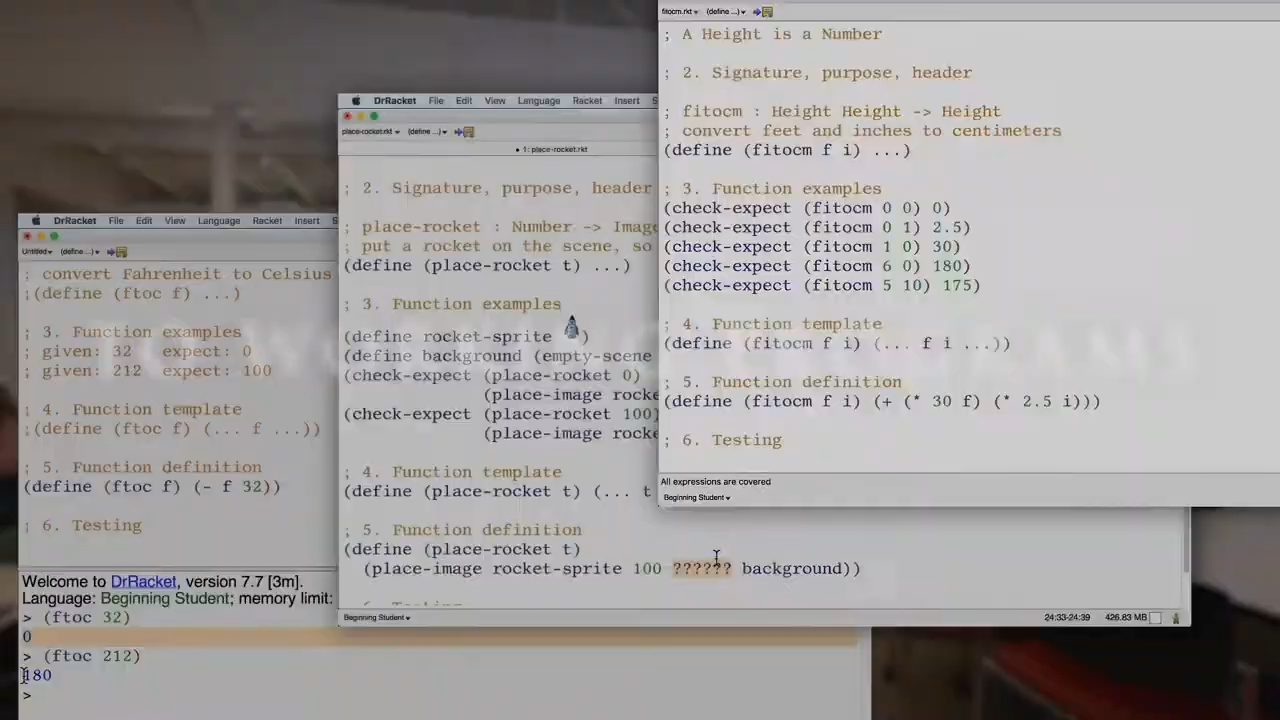 DrRacket File Edit View Language Racket Insert
Untitled (define ...)
; convert Fahrenheit to Celsius
;(define (ftoc f) ...)
; 3. Function examples
; given: 32 expect: 0
; given: 212 expect: 100
; 4. Function template
;(define (ftoc f) (... f ...))
; 5. Function definition
(define (ftoc f) (- f 32))
; 6. Testing
Welcome to DrRacket, version 7.7 [3m].
Language: Beginning Student; memory limit:
> (ftoc 32)
0
> (ftoc 212)
180
>
DrRacket File Edit View Language Racket Insert
place-rocket.rkt (define ...)
• 1: place-rocket.rkt
; 2. Signature, purpose, header
; place-rocket : Number -> Image
; put a rocket on the scene, so
(define (place-rocket t) ...)
; 3. Function examples
(define rocket-sprite )
(define background (empty-scene
(check-expect (place-rocket 0)
(place-image rocke
(check-expect (place-rocket 100)
(place-image rocke
; 4. Function template
(define (place-rocket t) (... t
; 5. Function definition
(define (place-rocket t)
(place-image rocket-sprite 100 ?????? background))
Beginning Student
24:33-24:39 426.83 MB
fitocm.rkt (define ...)
; A Height is a Number
; 2. Signature, purpose, header
; fitocm : Height Height -> Height
; convert feet and inches to centimeters
(define (fitocm f i) ...)
; 3. Function examples
(check-expect (fitocm 0 0) 0)
(check-expect (fitocm 0 1) 2.5)
(check-expect (fitocm 1 0) 30)
(check-expect (fitocm 6 0) 180)
(check-expect (fitocm 5 10) 175)
; 4. Function template
(define (fitocm f i) (... f i ...))
; 5. Function definition
(define (fitocm f i) (+ (* 30 f) (* 2.5 i)))
; 6. Testing
All expressions are covered
Beginning Student